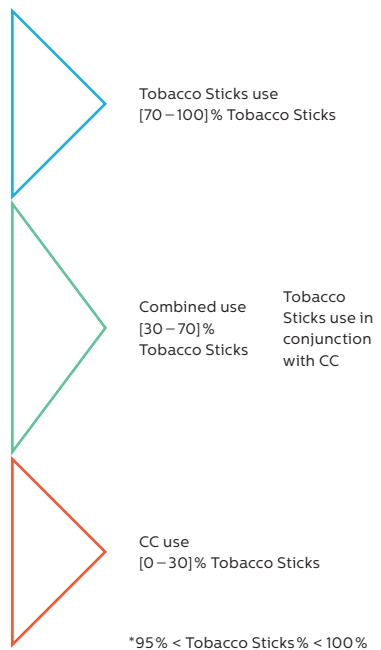 Tobacco Sticks use
[70–100]% Tobacco Sticks
Combined use
[30–70]%
Tobacco Sticks
Tobacco
Sticks use in
conjunction
with CC
CC use
[0–30]% Tobacco Sticks
*95% < Tobacco Sticks% < 100%